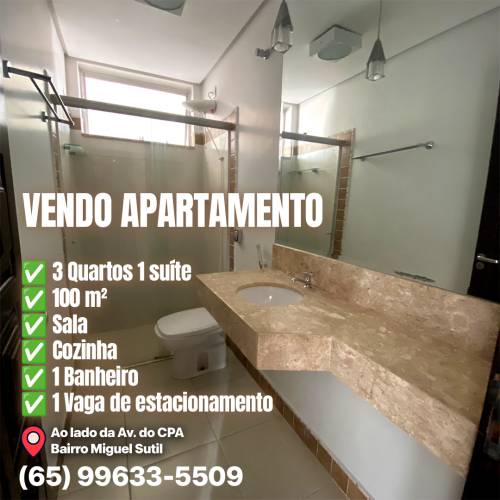 VENDO APARTAMENTO
✅ 3 Quartos 1 suíte
✅ 100 m²
✅ Sala
✅ Cozinha
✅ 1 Banheiro
✅ 1 Vaga de estacionamento
Ao lado da Av. do CPA
Bairro Miguel Sutil
(65) 99633-5509